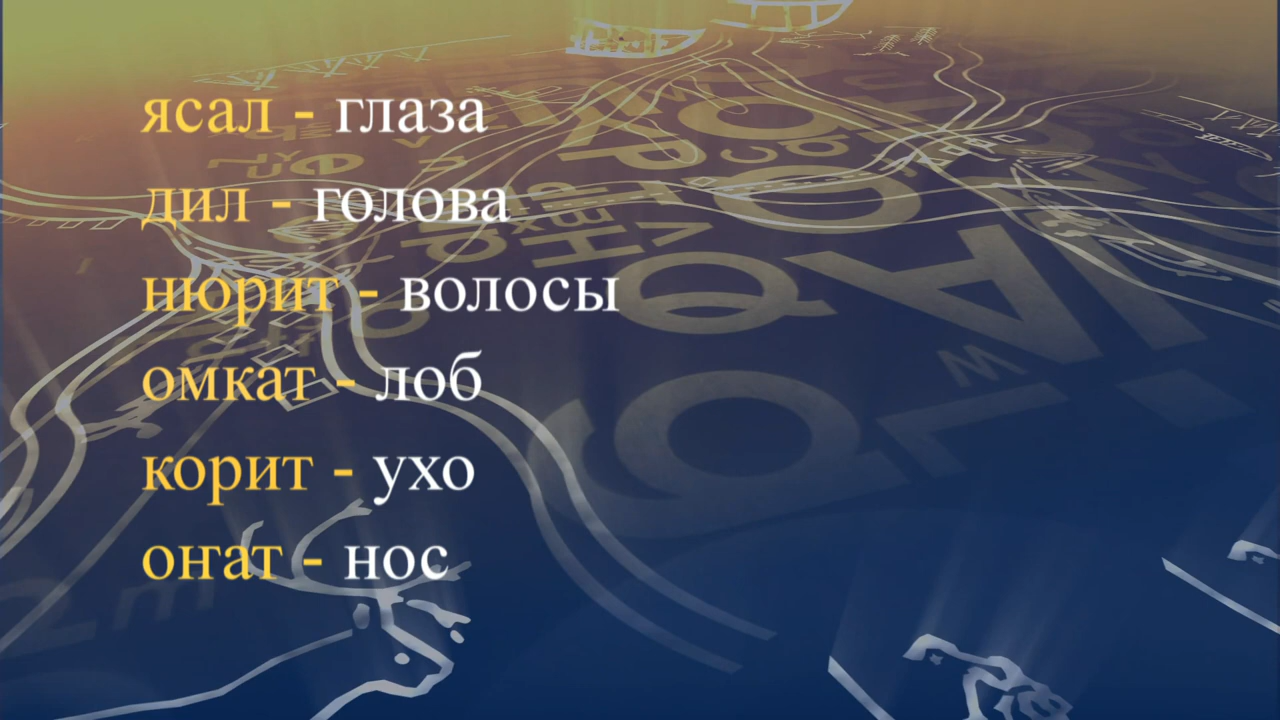 ясал - глаза
дил - голова
нюрит - волосы
омкат - лоб
корит - ухо
оӈат - нос